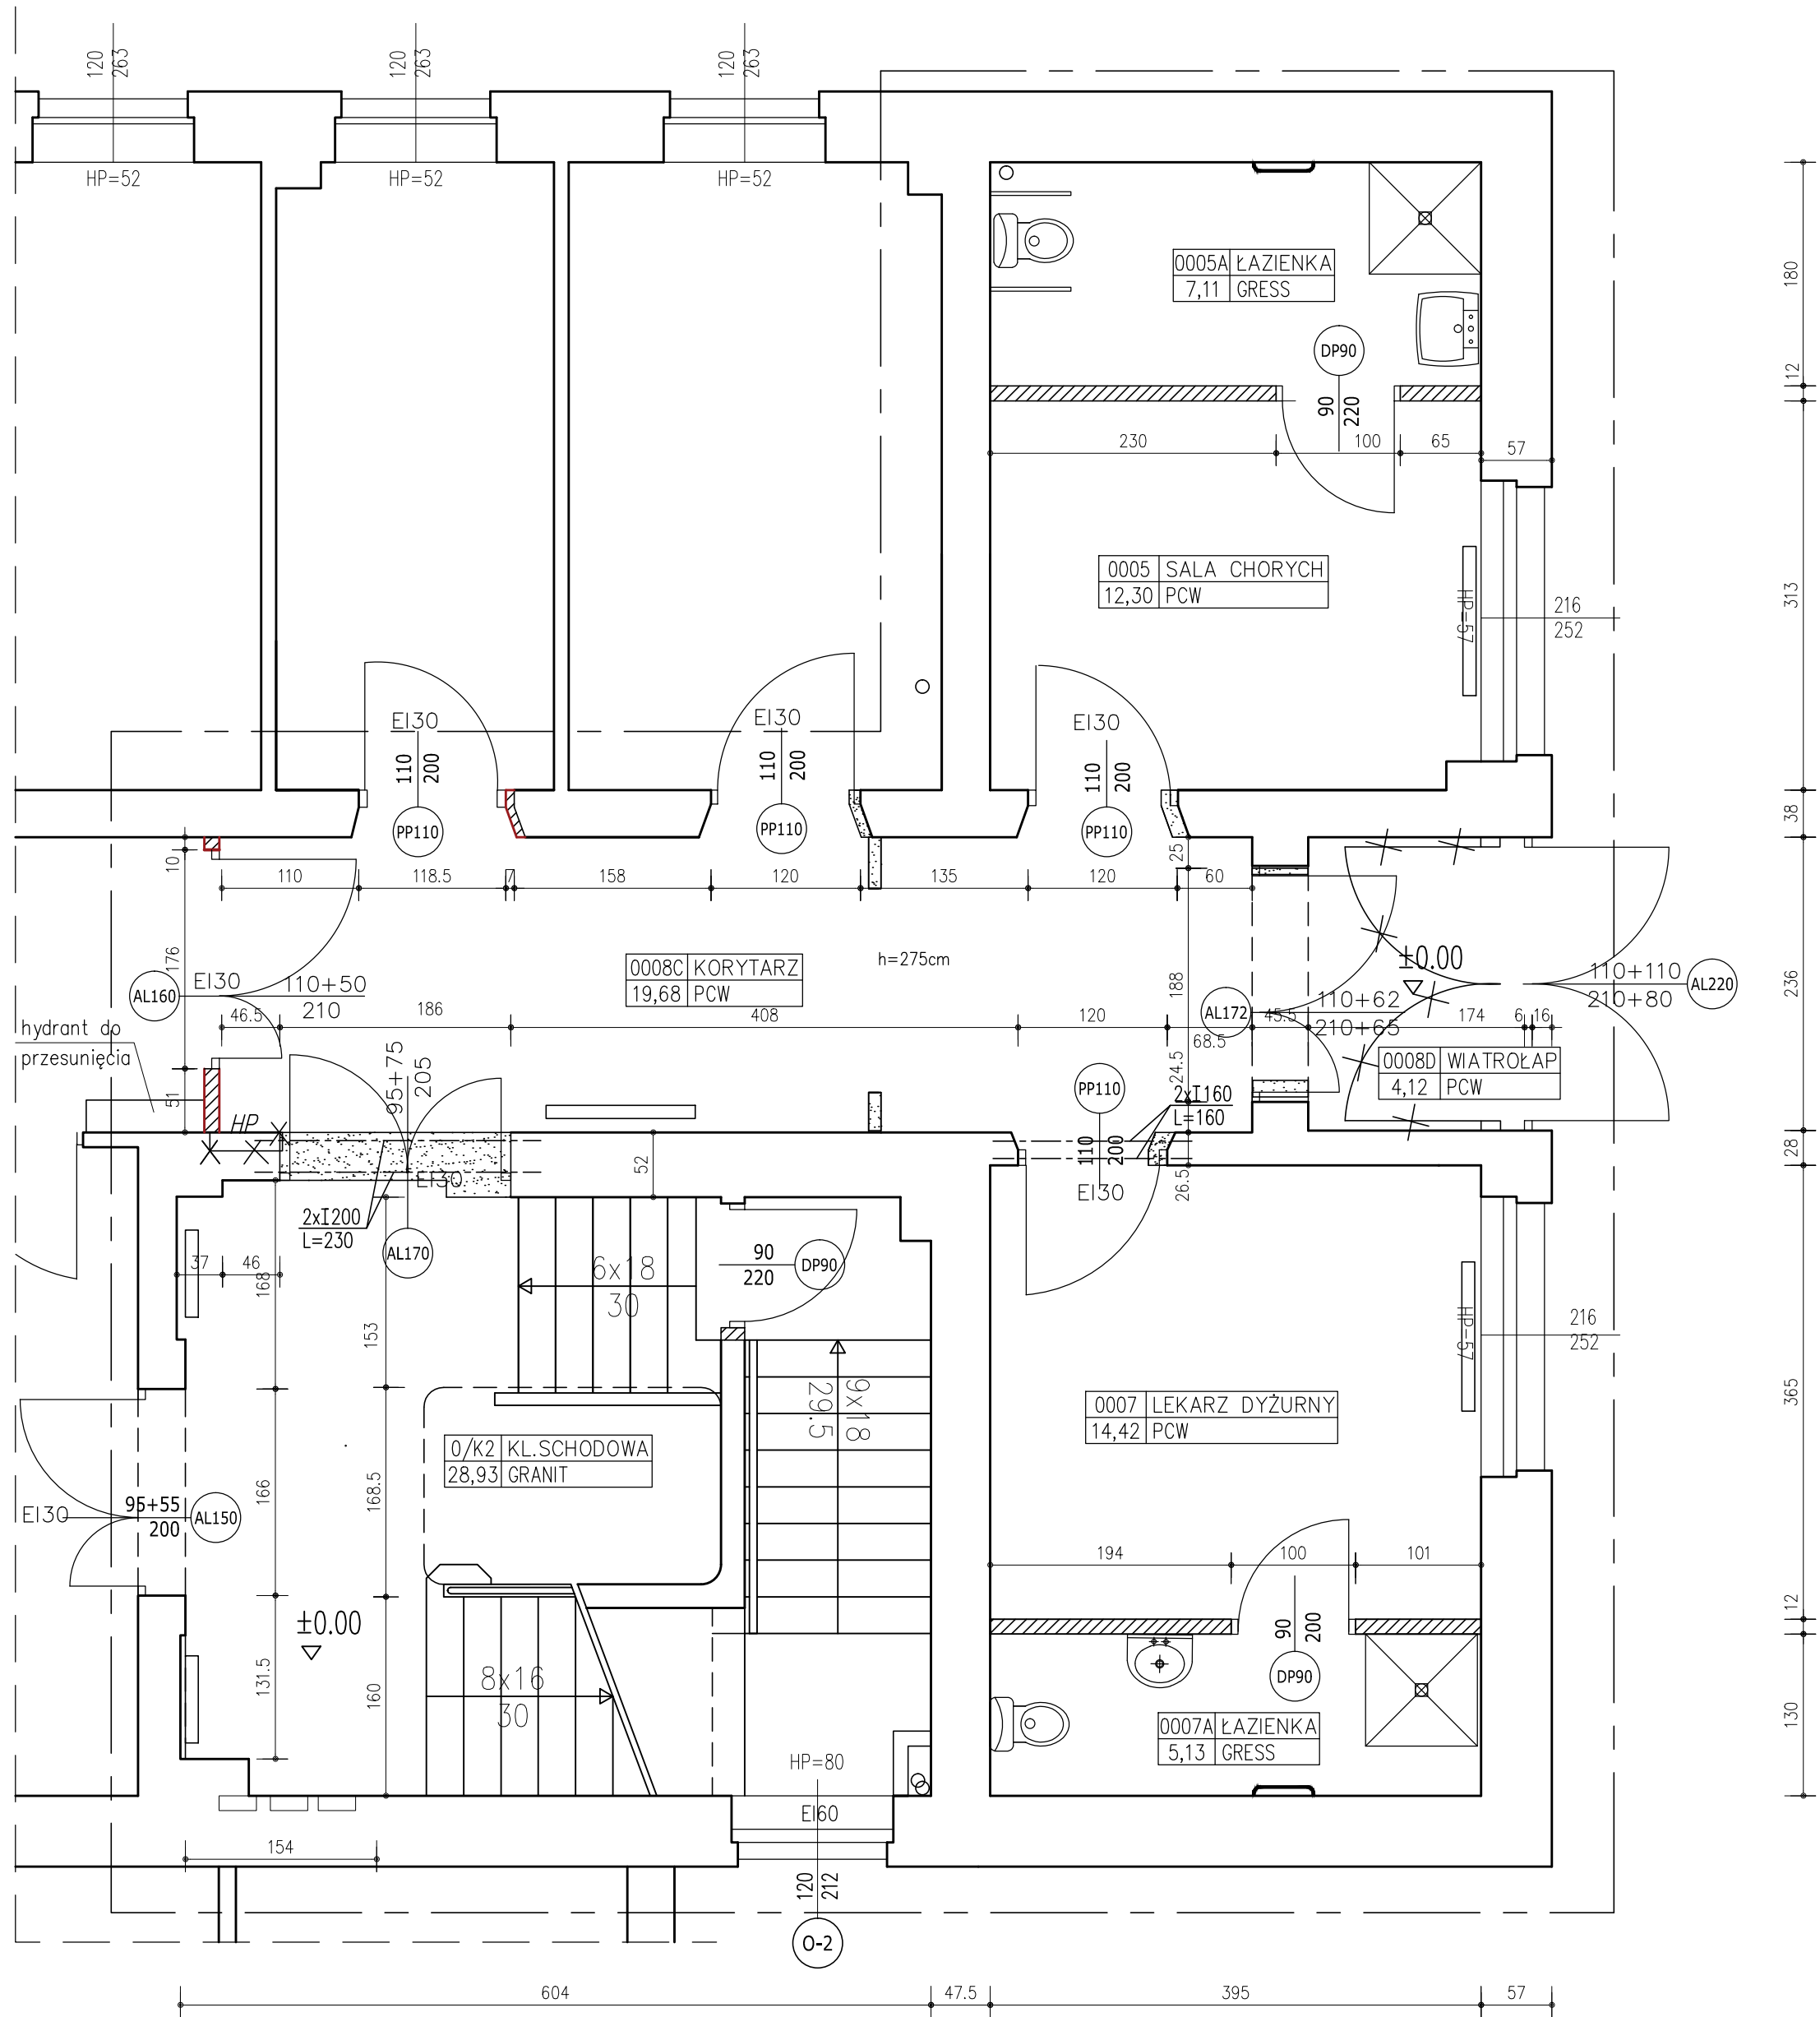 120
263
120
263
120
263
HP=52
HP=52
HP=52
0005A ŁAZIENKA
7,11 GRESS
180
DP90
90
220
12
230
100
65
57
0005 SALA CHORYCH
12,30 PCW
HP=57
216
252
313
EI30
110
200
PP110
EI30
110
200
PP110
EI30
110
200
PP110
38
10
110
118.5
7
158
120
135
120
60
25
176
0008C KORYTARZ
19,68 PCW
h=275cm
188
±0.00
236
AL160
EI30
110+50
210
AL172
110+62
210+65
110+110
210+80
AL220
hydrant do
przesunięcia
46.5
186
408
120
68.5
45.5
174
6
16
0008D WIATROŁAP
4,12 PCW
51
HP
95+75
205
PP110
24.5
2xI160
L=160
110
200
EI30
26.5
28
EI30
52
2xI200
L=230
AL170
37
46
168
153
6x18
30
90
220
DP90
9x18
29.5
HP=57
216
252
0007 LEKARZ DYŻURNY
14,42 PCW
365
0/K2 KL.SCHODOWA
28,93 GRANIT
EI30
95+55
200
AL150
166
168.5
194
100
101
12
±0.00
131.5
160
8x16
30
90
200
DP90
0007A ŁAZIENKA
5,13 GRESS
130
HP=80
EI60
154
120
212
O-2
604
47.5
395
57